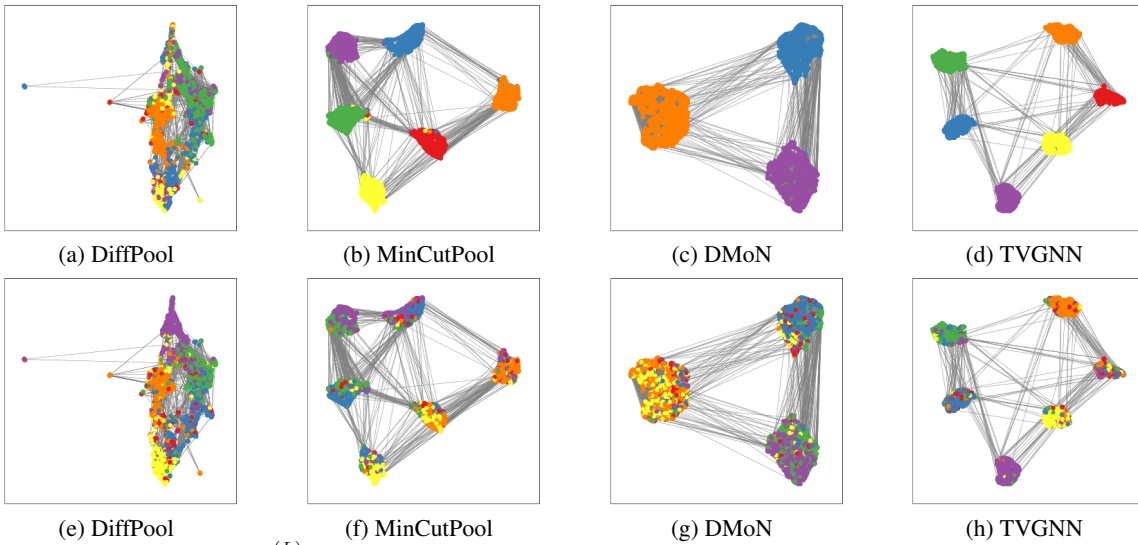 (a) DiffPool
(b) MinCutPool
(c) DMoN
(d) TVGNN
(e) DiffPool
(f) MinCutPool
(g) DMoN
(h) TVGNN
(L)